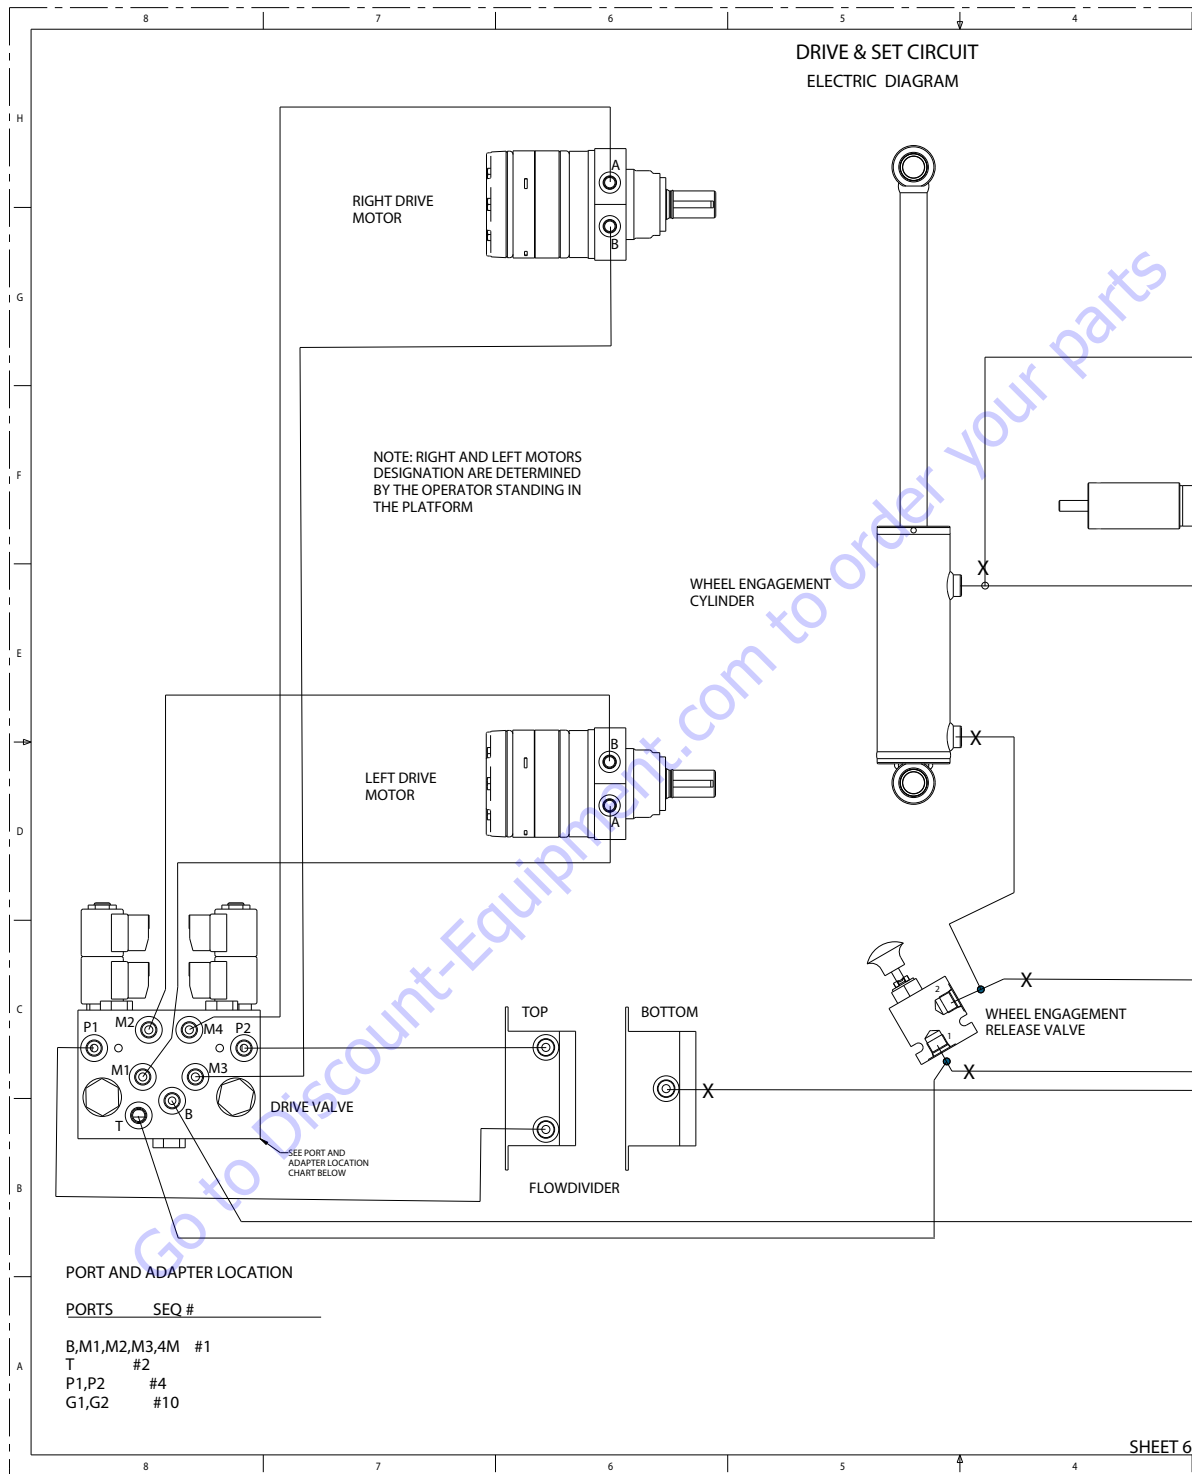 8 7 6 5 4
DRIVE & SET CIRCUIT
ELECTRIC DIAGRAM
H
A
RIGHT DRIVE
MOTOR
B
G
NOTE: RIGHT AND LEFT MOTORS
DESIGNATION ARE DETERMINED
BY THE OPERATOR STANDING IN
THE PLATFORM
F
X
WHEEL ENGAGEMENT
CYLINDER
E
X
B
LEFT DRIVE
MOTOR
A
D
C
X
2
WHEEL ENGAGEMENT
RELEASE VALVE
1
X
TOP
BOTTOM
X
P1
M2
M4
P2
M1
M3
B
T
DRIVE VALVE
SEE PORT AND
ADAPTER LOCATION
CHART BELOW
B
FLOWDIVIDER
PORT AND ADAPTER LOCATION
PORTS SEQ #
B,M1,M2,M3,4M #1
T #2
P1,P2 #4
G1,G2 #10
A
SHEET 6
8 7 6 5 4
Go to Discount-Equipment.com to order your parts